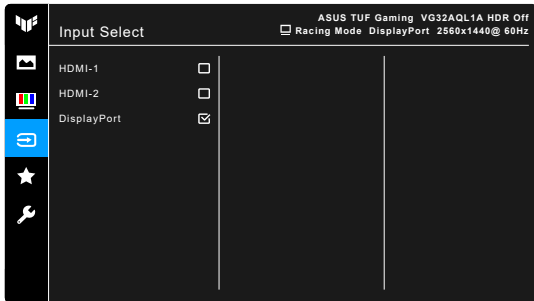 ASUS TUF Gaming VG32AQL1A HDR Off
Input Select
Racing Mode DisplayPort 2560x1440@ 60Hz
HDMI-1
HDMI-2
DisplayPort